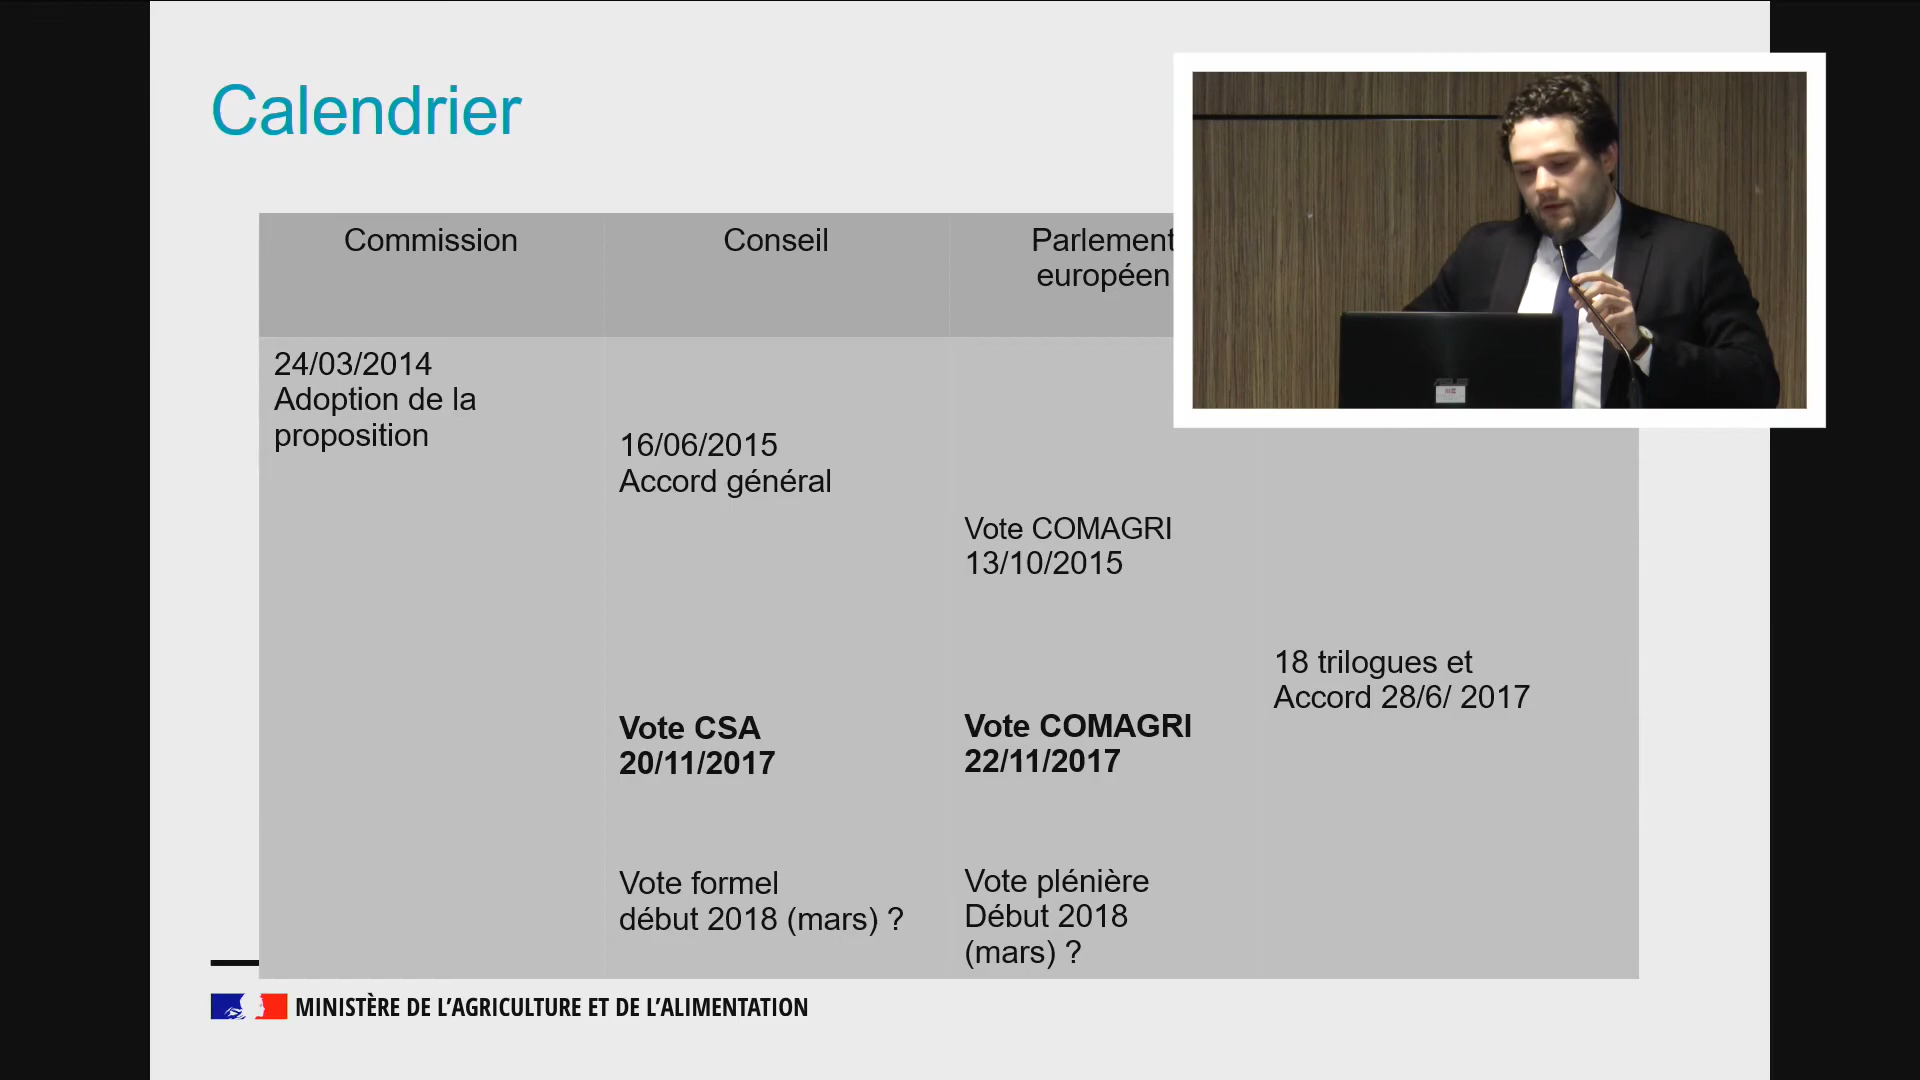 Calendrier
Commission
Conseil
Parlement
européen
24/03/2014
Adoption de la
proposition
16/06/2015
Accord général
Vote COMAGRI
13/10/2015
18 trilogues et
Accord 28/6/ 2017
Vote CSA
20/11/2017
Vote COMAGRI
22/11/2017
Vote formel
début 2018 (mars) ?
Vote plénière
Début 2018
(mars) ?
MINISTÈRE DE L'AGRICULTURE ET DE L'ALIMENTATION